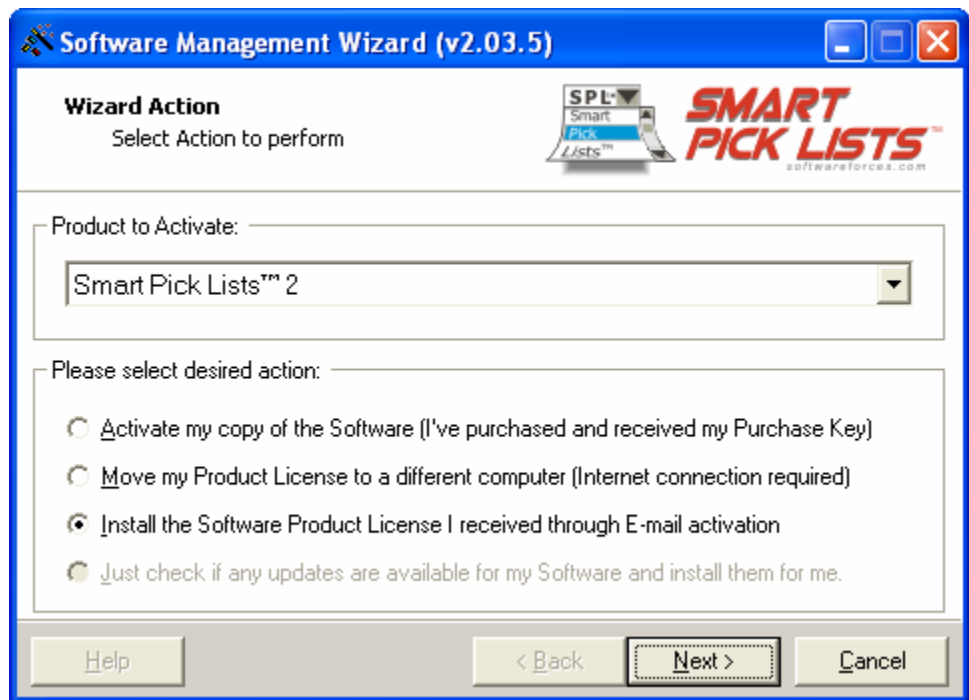 Software Management Wizard (v2.03.5)
Wizard Action
Select Action to perform
SPL™
Smart
Pick
Lists™
SMART
PICK LISTS™
softwareforces.com
Product to Activate:
Smart Pick Lists™ 2
Please select desired action:
Activate my copy of the Software (I've purchased and received my Purchase Key)
Move my Product License to a different computer (Internet connection required)
Install the Software Product License I received through E-mail activation
Just check if any updates are available for my Software and install them for me.
Help
< Back
Next >
Cancel